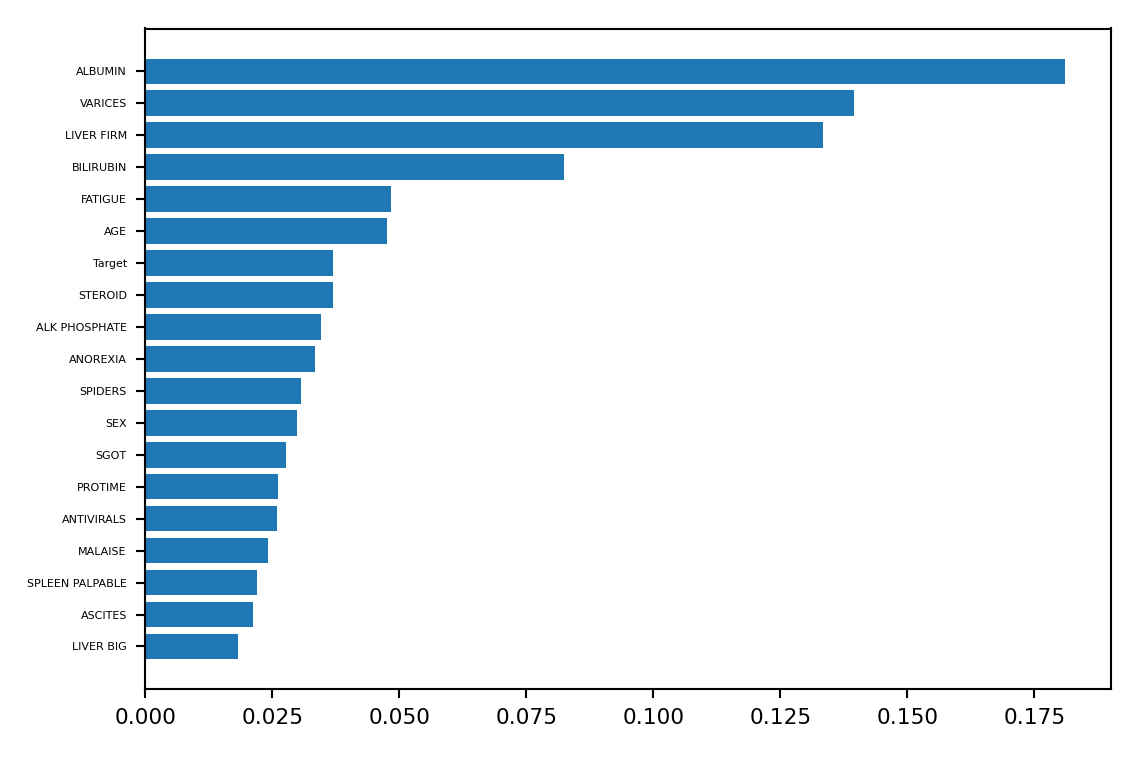 ALBUMIN
VARICES
LIVER FIRM
BILIRUBIN
FATIGUE
AGE
Target
STEROID
ALK PHOSPHATE
ANOREXIA
SPIDERS
SEX
SGOT
PROTIME
ANTIVIRALS
MALAISE
SPLEEN PALPABLE
ASCITES
LIVER BIG
0.000 0.025 0.050 0.075 0.100 0.125 0.150 0.175